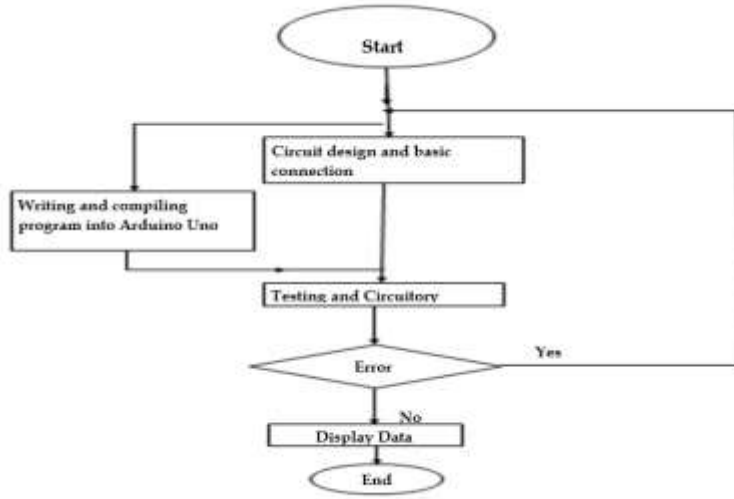 Start
Circuit design and basic
connection
Writing and compiling
program into Arduino Uno
Testing and Circuitory
Error
Yes
No
Display Data
End